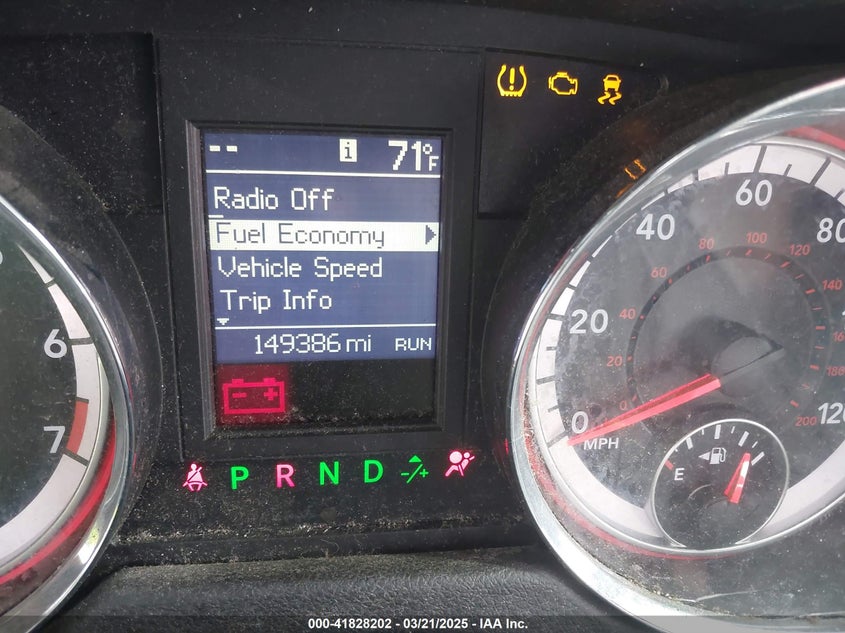 -- i 71°F
Radio Off
Fuel Economy
Vehicle Speed
Trip Info
149386 mi RUN
- +
P R N D -/+
6
7
0 20 40 60 80 120
MPH
0 20 40 60 80 100 120 140 160 180 200
E
000-41828202 - 03/21/2025 - IAA Inc.